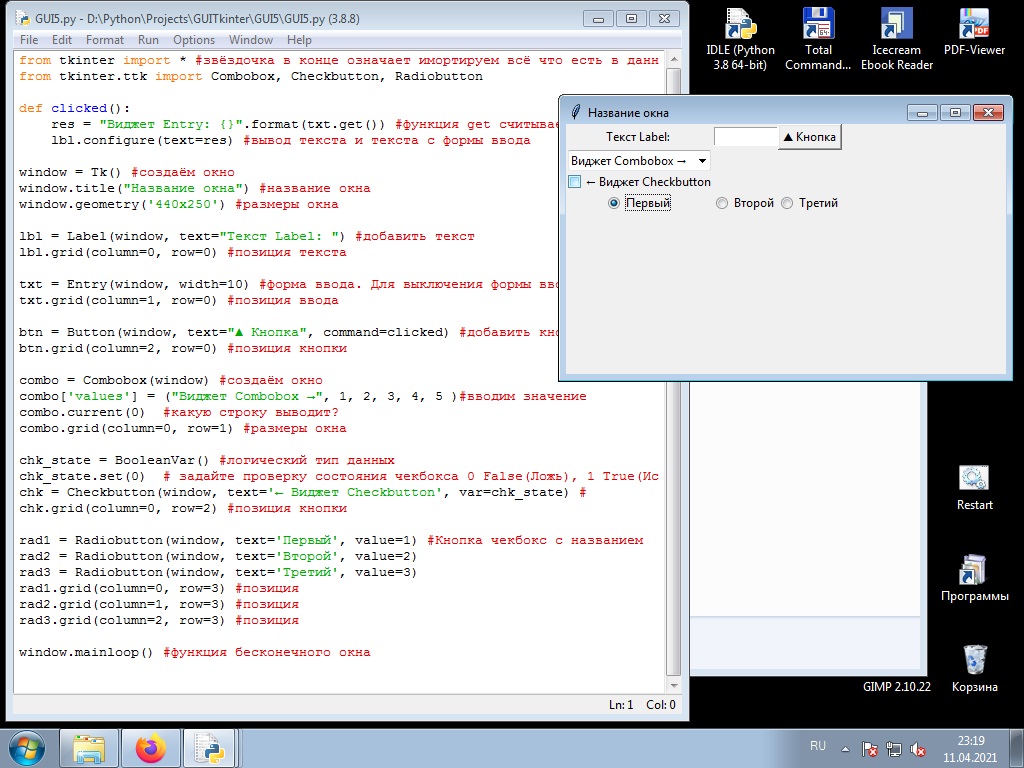 GUI5.py - D:\Python\Projects\GUITkinter\GUI5\GUI5.py (3.8.8)
File Edit Format Run Options Window Help
from tkinter import * #звёздочка в конце означает имортируем всё что есть в данн
from tkinter.ttk import Combobox, Checkbutton, Radiobutton
def clicked():
    res = "Виджет Entry: {}".format(txt.get()) #функция get считывае
    lbl.configure(text=res) #вывод текста и текста с формы ввода
window = Tk() #создаём окно
window.title("Название окна") #название окна
window.geometry('440x250') #размеры окна
lbl = Label(window, text="Текст Label: ") #добавить текст
lbl.grid(column=0, row=0) #позиция текста
txt = Entry(window, width=10) #форма ввода. Для выключения формы вво
txt.grid(column=1, row=0) #позиция ввода
btn = Button(window, text="▲ Кнопка", command=clicked) #добавить кно
btn.grid(column=2, row=0) #позиция кнопки
combo = Combobox(window) #создаём окно
combo['values'] = ("Виджет Combobox →", 1, 2, 3, 4, 5 )#вводим значение
combo.current(0)  #какую строку выводит?
combo.grid(column=0, row=1) #размеры окна
chk_state = BooleanVar() #логический тип данных
chk_state.set(0)  # задайте проверку состояния чекбокса 0 False(Ложь), 1 True(Ис
chk = Checkbutton(window, text='← Виджет Checkbutton', var=chk_state) #
chk.grid(column=0, row=2) #позиция кнопки
rad1 = Radiobutton(window, text='Первый', value=1) #Кнопка чекбокс с названием
rad2 = Radiobutton(window, text='Второй', value=2)
rad3 = Radiobutton(window, text='Третий', value=3)
rad1.grid(column=0, row=3) #позиция
rad2.grid(column=1, row=3) #позиция
rad3.grid(column=2, row=3) #позиция
window.mainloop() #функция бесконечного окна
Ln: 1 Col: 0
Название окна
Текст Label: ▲ Кнопка
Виджет Combobox →
← Виджет Checkbutton
Первый Второй Третий
IDLE (Python
3.8 64-bit)
Total
Command...
Icecream
Ebook Reader
PDF-Viewer
Restart
Программы
GIMP 2.10.22
Корзина
RU
23:19
11.04.2021